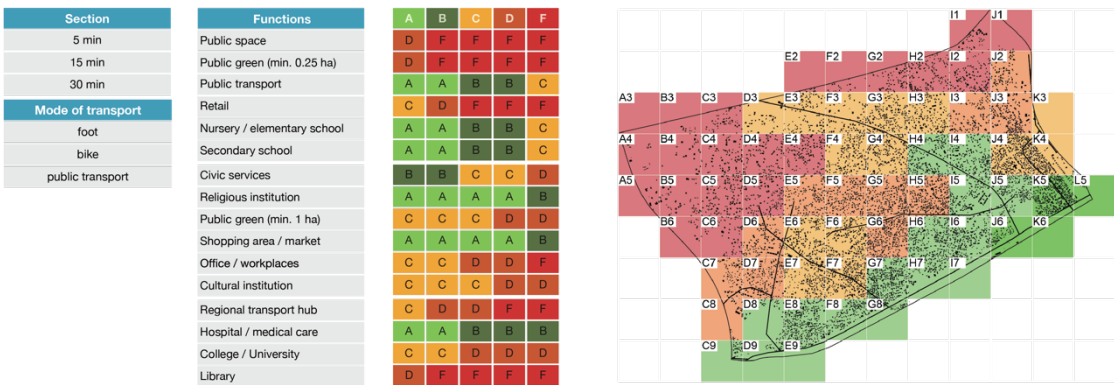 Section
5 min
15 min
30 min
Mode of transport
foot
bike
public transport
Functions A B C D F
Public space D F F F F
Public green (min. 0.25 ha) D F F F F
Public transport A A B B C
Retail C D F F F
Nursery / elementary school A A B B C
Secondary school A A B B C
Civic services B B C C D
Religious institution A A A A B
Public green (min. 1 ha) C C C D D
Shopping area / market A A A A B
Office / workplaces C C D D F
Cultural institution C C C D D
Regional transport hub C D D F F
Hospital / medical care A A B B B
College / University C C D D D
Library D F F F F
I1 J1
E2 F2 G2 H2 I2 J2
A3 B3 C3 D3 E3 F3 G3 H3 I3 J3 K3
A4 B4 C4 D4 E4 F4 G4 H4 I4 J4 K4
A5 B5 C5 D5 E5 F5 G5 H5 I5 J5 K5 L5
B6 C6 D6 E6 F6 G6 H6 I6 J6 K6
C7 D7 E7 F7 G7 H7 I7
C8 D8 E8 F8 G8
C9 D9 E9